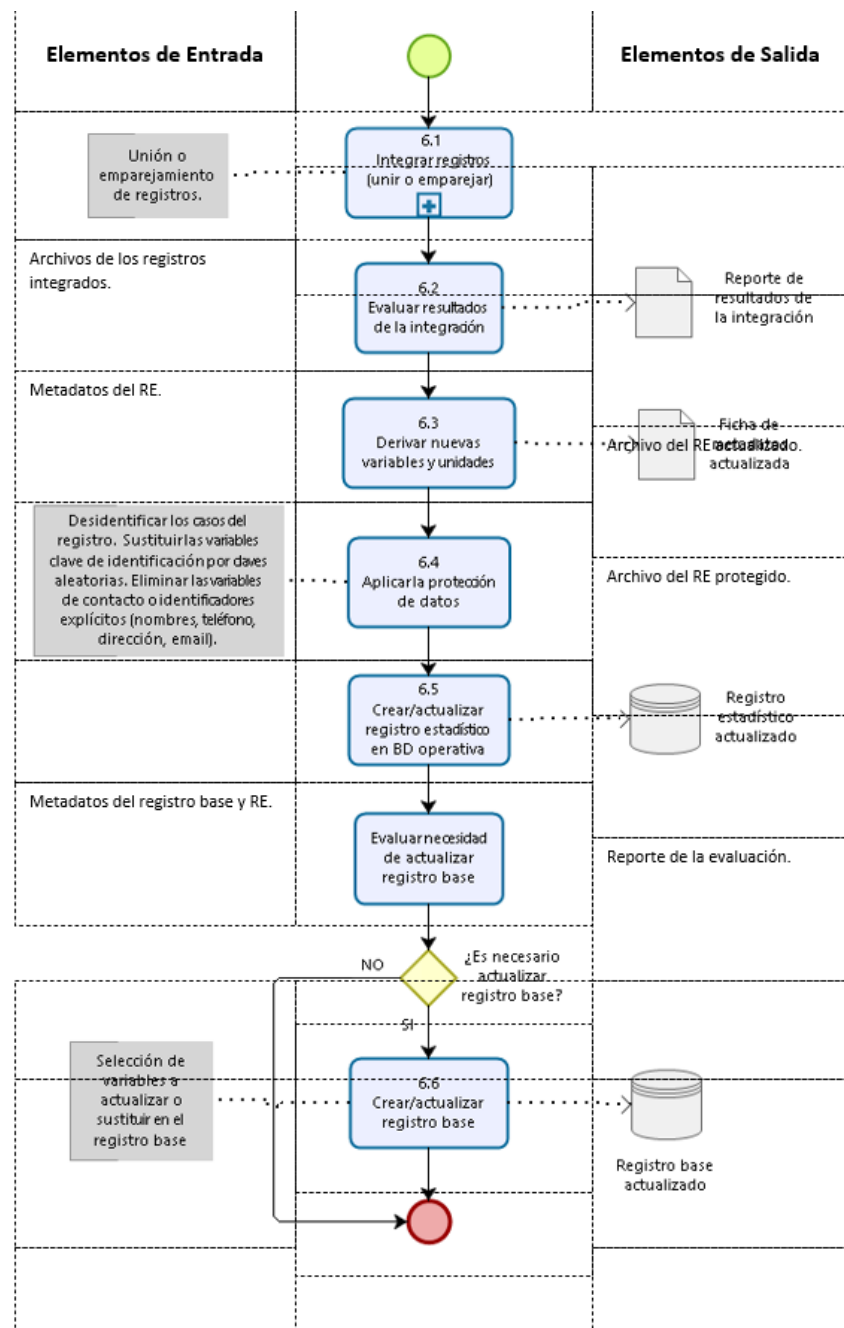 Elementos de Entrada
Elementos de Salida
6.1
Integrar registros
(unir o emparejar)
Unión o
emparejamiento
de registros.
Archivos de los registros
integrados.
6.2
Evaluar resultados
de la integración
Reporte de
resultados de
la integración
Metadatos del RE.
6.3
Derivar nuevas
variables y unidades
Ficha de
metadatos
actualizada
Archivo del RE actualizado.
Desidentificar los casos del
registro. Sustituir las variables
clave de identificación por claves
aleatorias. Eliminar las variables
de contacto o identificadores
explícitos (nombres, teléfono,
dirección, email).
6.4
Aplicar la protección
de datos
Archivo del RE protegido.
6.5
Crear/actualizar
registro estadístico
en BD operativa
Registro
estadístico
actualizado
Metadatos del registro base y RE.
Evaluar necesidad
de actualizar
registro base
Reporte de la evaluación.
¿Es necesario
actualizar
registro base?
NO
SI
Selección de
variables a
actualizar o
sustituir en el
registro base
6.6
Crear/actualizar
registro base
Registro base
actualizado